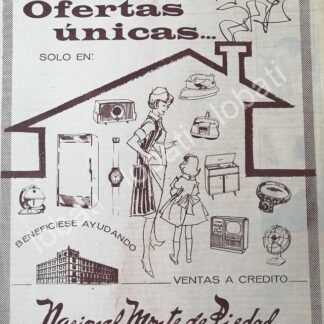 Ofertas
únicas...
SOLO EN:
BENEFICIESE AYUDANDO
VENTAS A CREDITO
Nacional Monte de Piedad